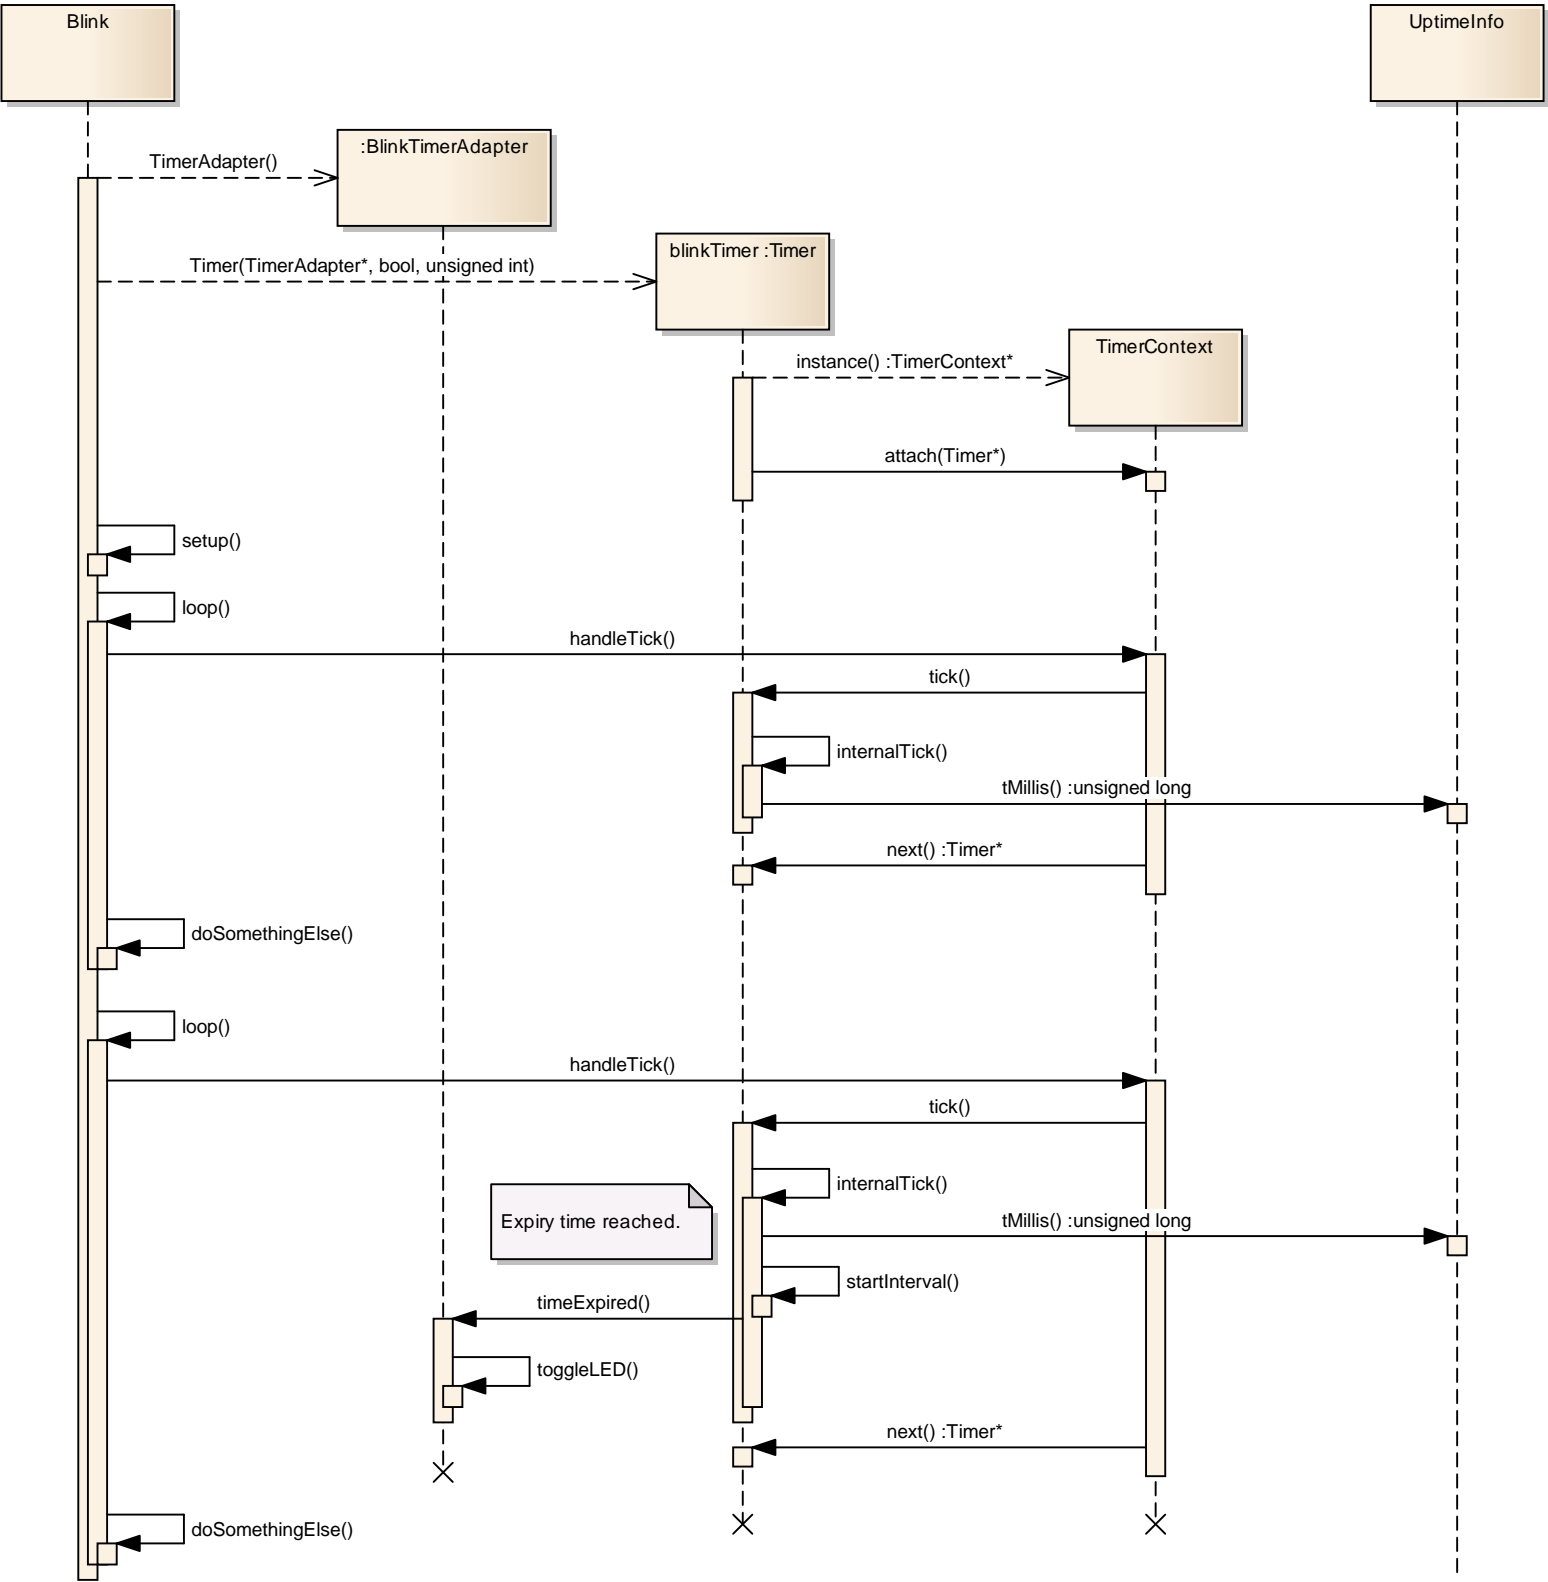 Blink
UptimeInfo
:BlinkTimerAdapter
TimerAdapter()
blinkTimer :Timer
Timer(TimerAdapter*, bool, unsigned int)
TimerContext
instance() :TimerContext*
attach(Timer*)
setup()
loop()
handleTick()
tick()
internalTick()
tMillis() :unsigned long
next() :Timer*
doSomethingElse()
loop()
handleTick()
tick()
internalTick()
Expiry time reached.
tMillis() :unsigned long
startInterval()
timeExpired()
toggleLED()
next() :Timer*
doSomethingElse()